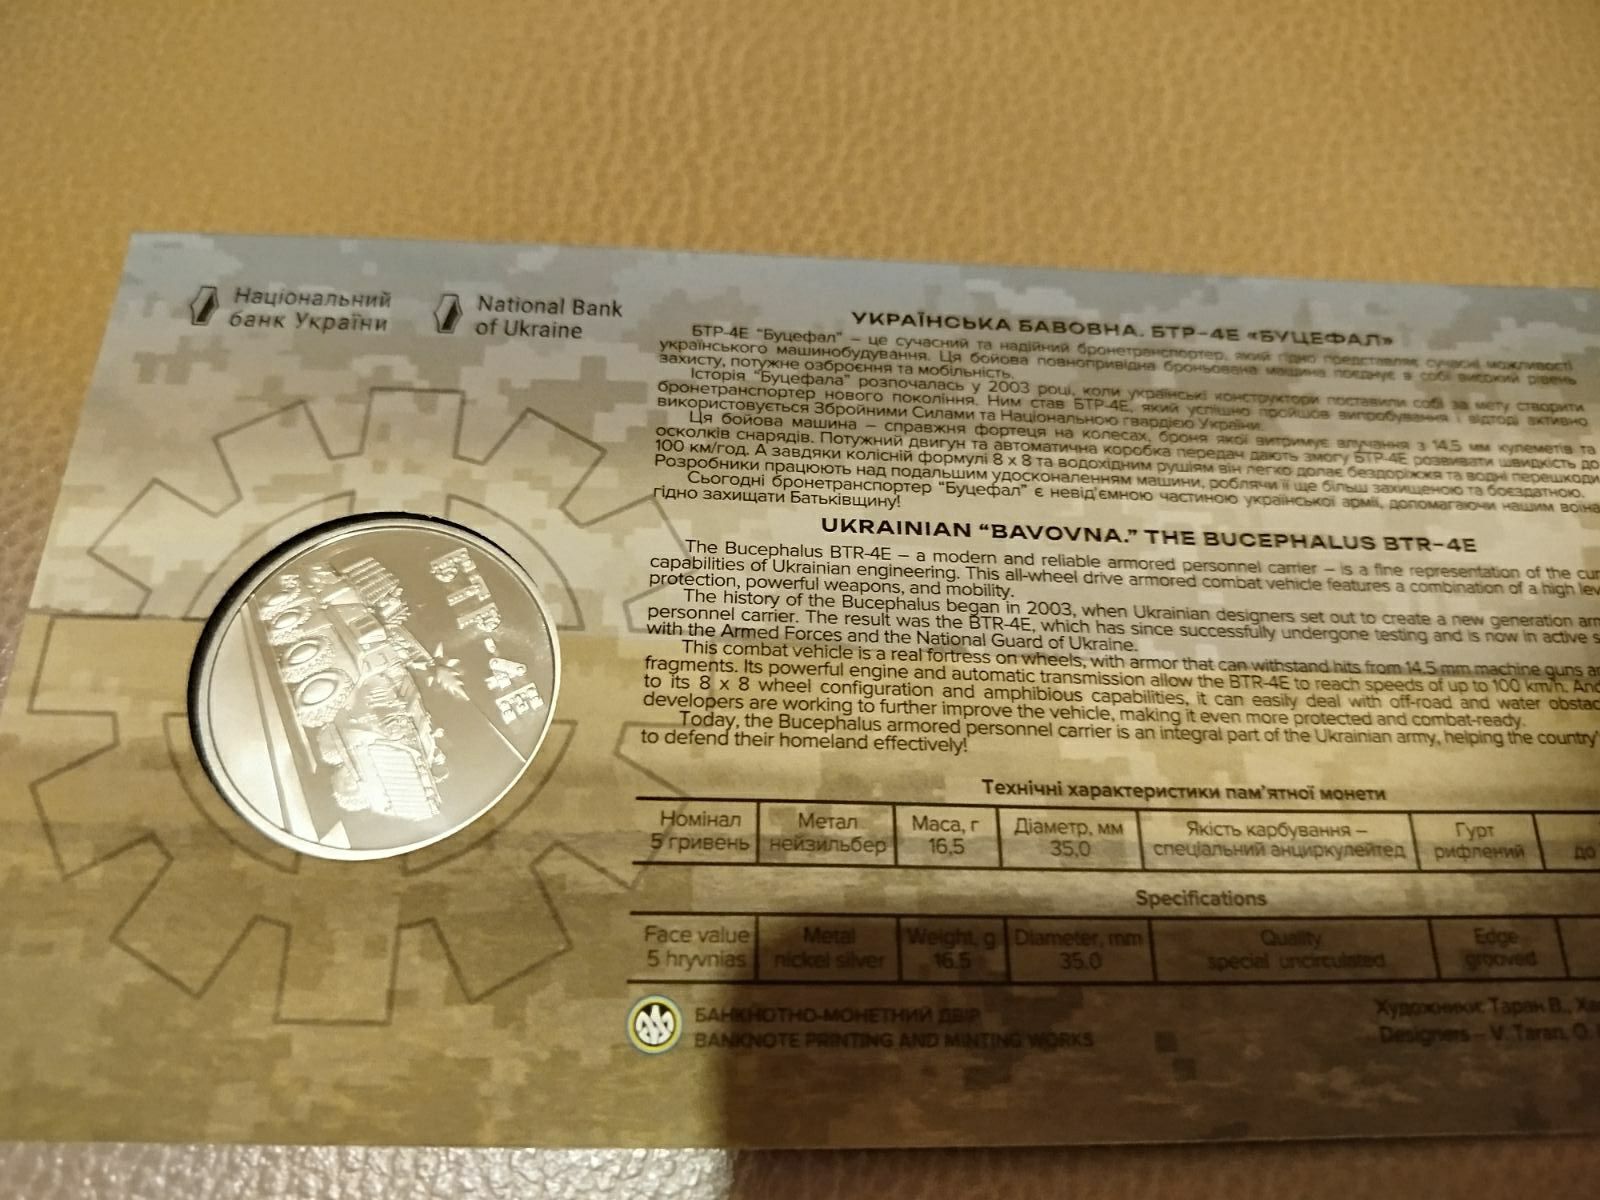 Національний
банк України
National Bank
of Ukraine
УКРАЇНСЬКА БАВОВНА. БТР-4Е «БУЦЕФАЛ»
БТР-4Е "Буцефал" – це сучасний та надійний бронетранспортер, який гідно представляє сучасні можливості
українського машинобудування. Ця бойова повнопривідна броньована машина поєднує в собі високий рівень
захисту, потужне озброєння та мобільність.
Історія "Буцефала" розпочалась у 2003 році, коли українські конструктори поставили собі за мету створити
бронетранспортер нового покоління. Ним став БТР-4Е, який успішно пройшов випробування і відтоді активно
використовується Збройними Силами та Національною гвардією України.
Ця бойова машина – справжня фортеця на колесах, броня якої витримує влучання з 14,5 мм кулеметів та
осколків снарядів. Потужний двигун та автоматична коробка передач дають змогу БТР-4Е розвивати швидкість до
100 км/год. А завдяки колісній формулі 8 х 8 та водохідним рушіям він легко долає бездоріжжя та водні перешкоди
Розробники працюють над подальшим удосконаленням машини, роблячи її ще більш захищеною та боєздатною.
Сьогодні бронетранспортер "Буцефал" є невід'ємною частиною української армії, допомагаючи нашим
гідно захищати Батьківщину!
UKRAINIAN "BAVOVNA." THE BUCEPHALUS BTR-4E
The Bucephalus BTR-4E – a modern and reliable armored personnel carrier – is a fine representation of the
capabilities of Ukrainian engineering. This all-wheel drive armored combat vehicle features a combination of a high
protection, powerful weapons, and mobility.
The history of the Bucephalus began in 2003, when Ukrainian designers set out to create a new generation
personnel carrier. The result was the BTR-4E, which has since successfully undergone testing and is now in active
with the Armed Forces and the National Guard of Ukraine.
This combat vehicle is a real fortress on wheels, with armor that can withstand hits from 14.5 mm machine guns
fragments. Its powerful engine and automatic transmission allow the BTR-4E to reach speeds of up to 100 km/h. And
to its 8 x 8 wheel configuration and amphibious capabilities, it can easily deal with off-road and water
developers are working to further improve the vehicle, making it even more protected and combat-ready.
Today, the Bucephalus armored personnel carrier is an integral part of the Ukrainian army, helping the country'
to defend their homeland effectively!
БТР-4Е
Технічні характеристики пам'ятної монети
Номінал Метал Маса, г Діаметр, мм Якість карбування – Гурт
5 гривень нейзильбер 16,5 35,0 спеціальний анциркулейтед рифлений до
Specifications
Face value Metal Weight, g Diameter, mm Quality Edge
5 hryvnias nickel silver 16.5 35.0 special uncirculated grooved
БАНКНОТНО-МОНЕТНИЙ ДВІР
BANKNOTE PRINTING AND MINTING WORKS
Художники: Таран В.,
Designers – V. Taran, O.